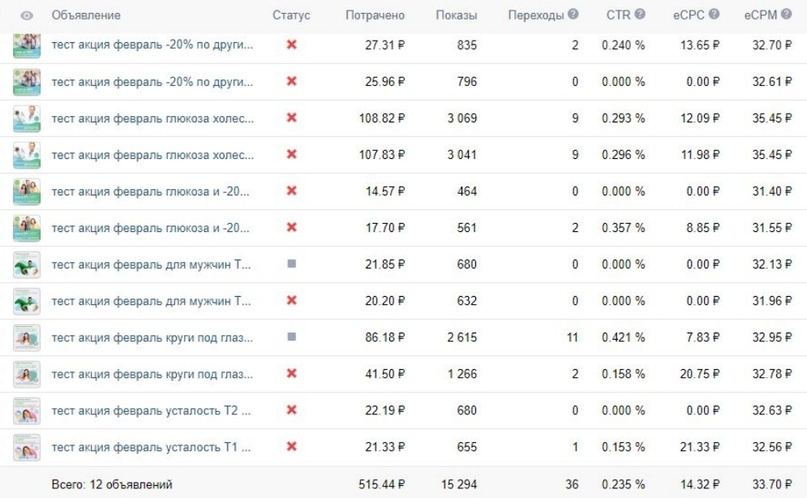 Объявление Статус Потрачено Показы Переходы ? CTR ? eCPC ? eCPM ?
тест акция февраль -20% по други... 27.31 ₽ 835 2 0.240 % 13.65 ₽ 32.70 ₽
тест акция февраль -20% по други... 25.96 ₽ 796 0 0.000 % 0.00 ₽ 32.61 ₽
тест акция февраль глюкоза холес... 108.82 ₽ 3 069 9 0.293 % 12.09 ₽ 35.45 ₽
тест акция февраль глюкоза холес... 107.83 ₽ 3 041 9 0.296 % 11.98 ₽ 35.45 ₽
тест акция февраль глюкоза и -20... 14.57 ₽ 464 0 0.000 % 0.00 ₽ 31.40 ₽
тест акция февраль глюкоза и -20... 17.70 ₽ 561 2 0.357 % 8.85 ₽ 31.55 ₽
тест акция февраль для мужчин Т... 21.85 ₽ 680 0 0.000 % 0.00 ₽ 32.13 ₽
тест акция февраль для мужчин Т... 20.20 ₽ 632 0 0.000 % 0.00 ₽ 31.96 ₽
тест акция февраль круги под глаз... 86.18 ₽ 2 615 11 0.421 % 7.83 ₽ 32.95 ₽
тест акция февраль круги под глаз... 41.50 ₽ 1 266 2 0.158 % 20.75 ₽ 32.78 ₽
тест акция февраль усталость Т2 ... 22.19 ₽ 680 0 0.000 % 0.00 ₽ 32.63 ₽
тест акция февраль усталость Т1 ... 21.33 ₽ 655 1 0.153 % 21.33 ₽ 32.56 ₽
Всего: 12 объявлений 515.44 ₽ 15 294 36 0.235 % 14.32 ₽ 33.70 ₽